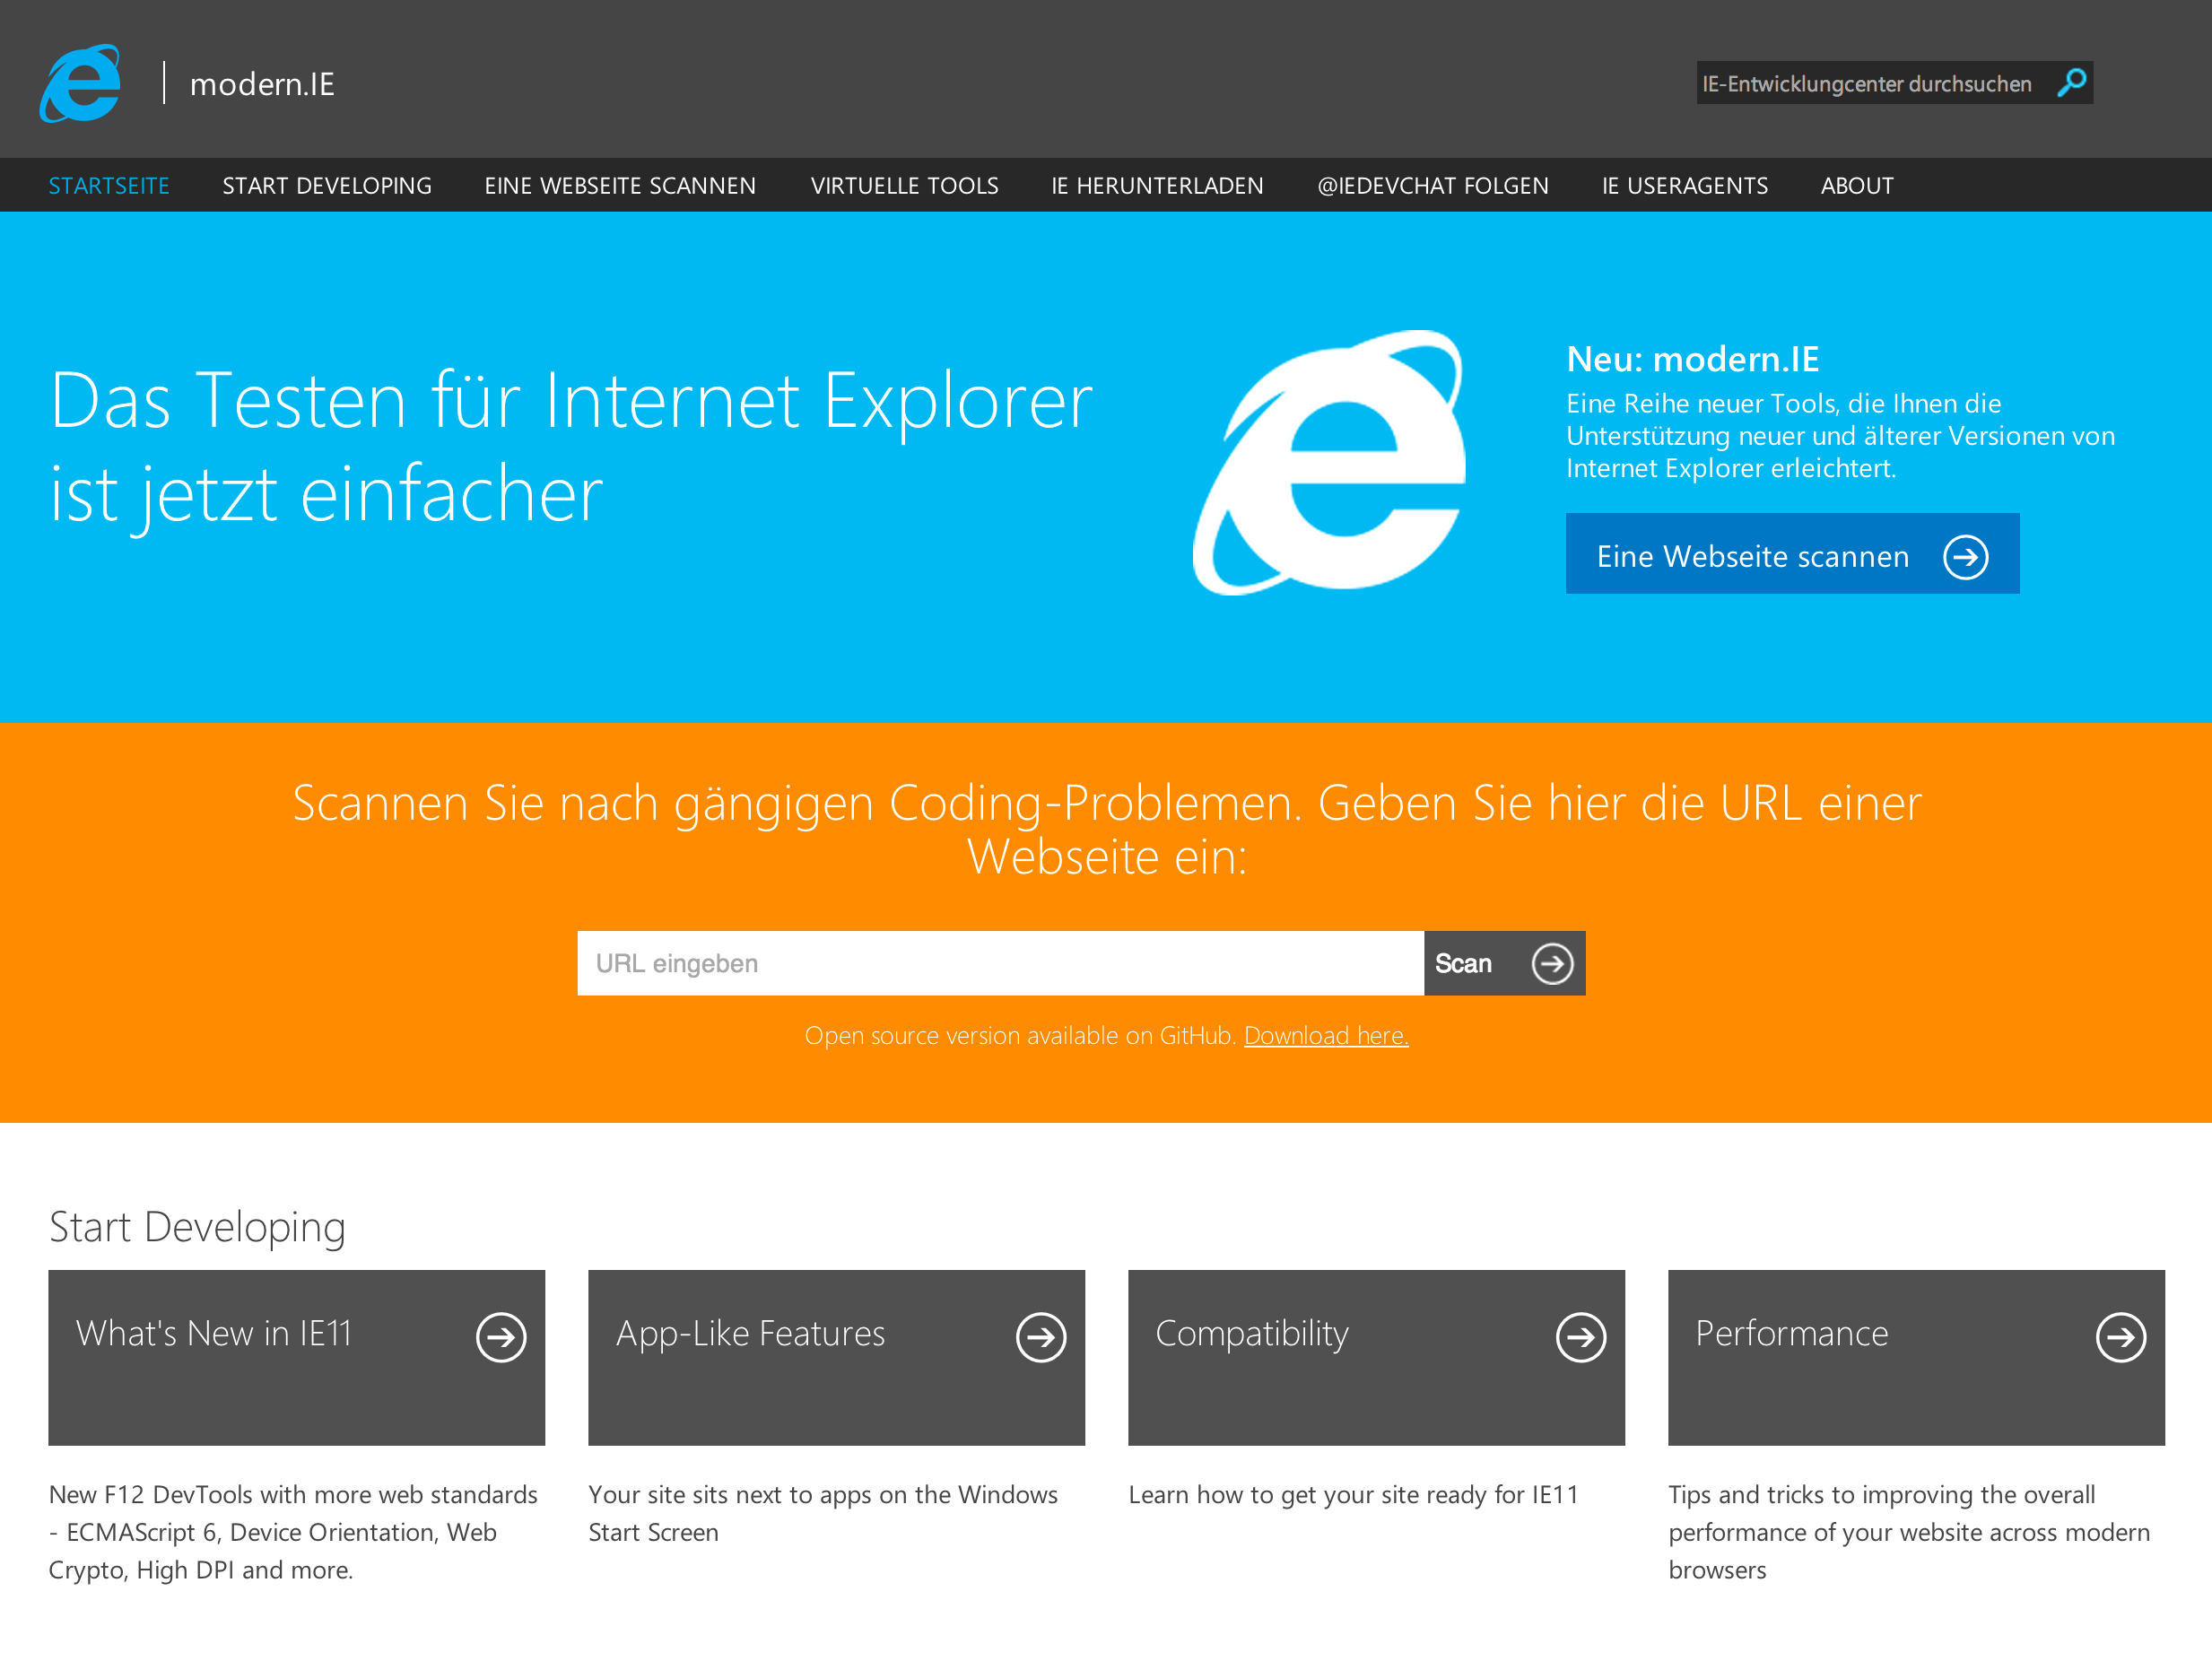 modern.IE
IE-Entwicklungcenter durchsuchen
STARTSEITE START DEVELOPING EINE WEBSEITE SCANNEN VIRTUELLE TOOLS IE HERUNTERLADEN @IEDEVCHAT FOLGEN IE USERAGENTS ABOUT
Das Testen für Internet Explorer
ist jetzt einfacher
Neu: modern.IE
Eine Reihe neuer Tools, die Ihnen die
Unterstützung neuer und älterer Versionen von
Internet Explorer erleichtert.
Eine Webseite scannen
Scannen Sie nach gängigen Coding-Problemen. Geben Sie hier die URL einer
Webseite ein:
URL eingeben
Scan
Open source version available on GitHub. Download here.
Start Developing
What's New in IE11
New F12 DevTools with more web standards
- ECMAScript 6, Device Orientation, Web
Crypto, High DPI and more.
App-Like Features
Your site sits next to apps on the Windows
Start Screen
Compatibility
Learn how to get your site ready for IE11
Performance
Tips and tricks to improving the overall
performance of your website across modern
browsers